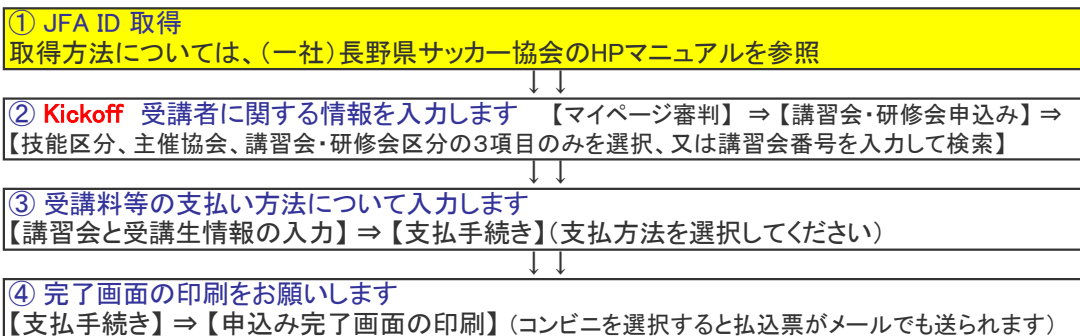 ① JFA ID 取得
取得方法については、（一社）長野県サッカー協会のHPマニュアルを参照
↓ ↓
② Kickoff 受講者に関する情報を入力します 【マイページ審判】 ⇒ 【講習会・研修会申込み】 ⇒
【技能区分、主催協会、講習会・研修会区分の３項目のみを選択、又は講習会番号を入力して検索】
↓ ↓
③ 受講料等の支払い方法について入力します
【講習会と受講生情報の入力】 ⇒ 【支払手続き】（支払方法を選択してください）
↓ ↓
④ 完了画面の印刷をお願いします
【支払手続き】 ⇒ 【申込み完了画面の印刷】 （コンビニを選択すると払込票がメールでも送られます）